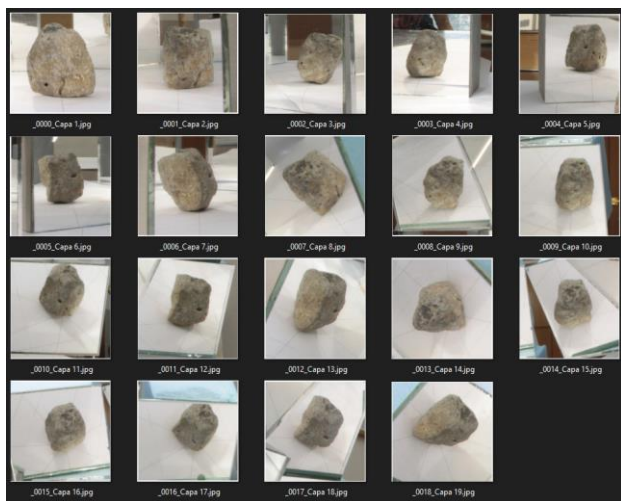 _0000_Capa 1.jpg
_0001_Capa 2.jpg
_0002_Capa 3.jpg
_0003_Capa 4.jpg
_0004_Capa 5.jpg
_0005_Capa 6.jpg
_0006_Capa 7.jpg
_0007_Capa 8.jpg
_0008_Capa 9.jpg
_0009_Capa 10.jpg
_0010_Capa 11.jpg
_0011_Capa 12.jpg
_0012_Capa 13.jpg
_0013_Capa 14.jpg
_0014_Capa 15.jpg
_0015_Capa 16.jpg
_0016_Capa 17.jpg
_0017_Capa 18.jpg
_0018_Capa 19.jpg